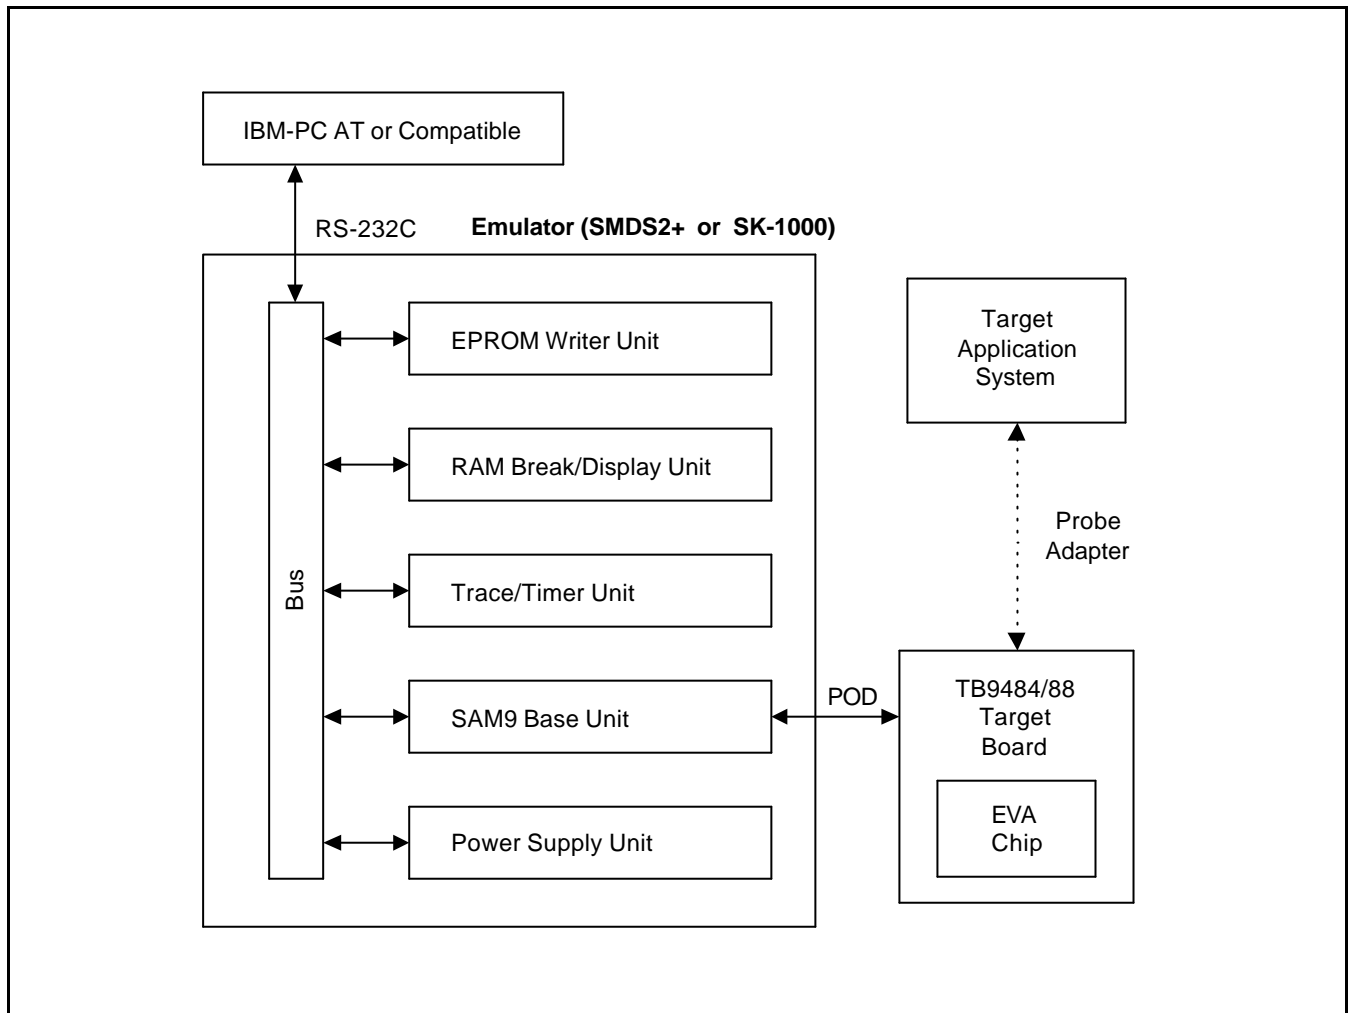 IBM-PC AT or Compatible
RS-232C
Emulator (SMDS2+ or SK-1000)
Bus
EPROM Writer Unit
RAM Break/Display Unit
Trace/Timer Unit
SAM9 Base Unit
Power Supply Unit
POD
Target
Application
System
Probe
Adapter
TB9484/88
Target
Board
EVA
Chip